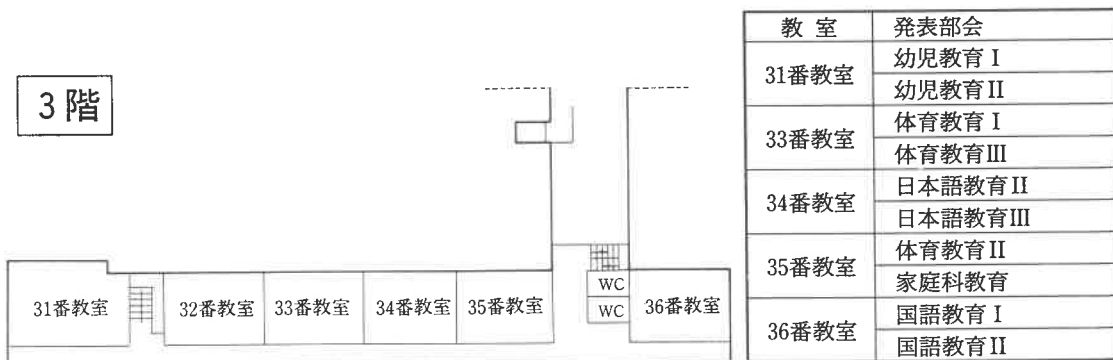 3階
31番教室
32番教室
33番教室
34番教室
35番教室
WC
WC
36番教室
教 室 発表部会
31番教室 幼児教育 I
幼児教育 II
33番教室 体育教育 I
体育教育 III
34番教室 日本語教育 II
日本語教育 III
35番教室 体育教育 II
家庭科教育
36番教室 国語教育 I
国語教育 II